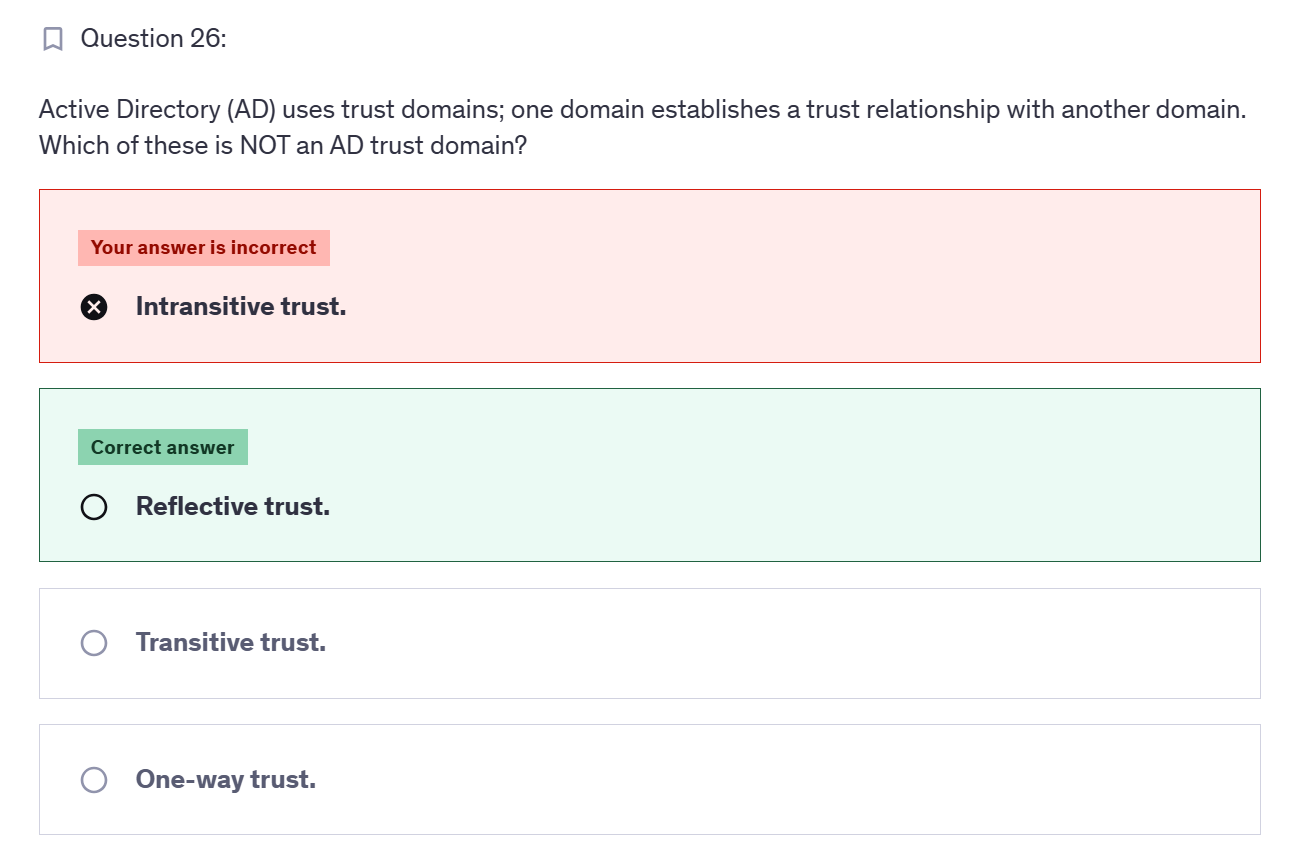 Question 26:
Active Directory (AD) uses trust domains; one domain establishes a trust relationship with another domain.
Which of these is NOT an AD trust domain?
Your answer is incorrect
Intransitive trust.
Correct answer
Reflective trust.
Transitive trust.
One-way trust.